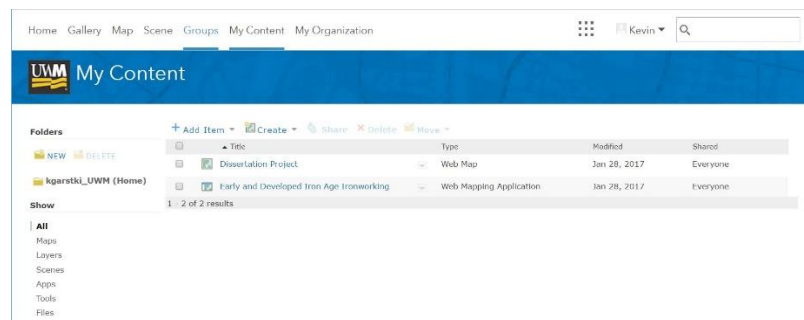 Home Gallery Map Scene Groups My Content My Organization Kevin
UWM My Content
Folders
NEW DELETE
kgarstki_UWM (Home)
Show
All
Maps
Layers
Scenes
Apps
Tools
Files
Add Item Create Share Delete Move
Title Type Modified Shared
Dissertation Project Web Map Jan 28, 2017 Everyone
Early and Developed Iron Age Ironworking Web Mapping Application Jan 28, 2017 Everyone
1 - 2 of 2 results